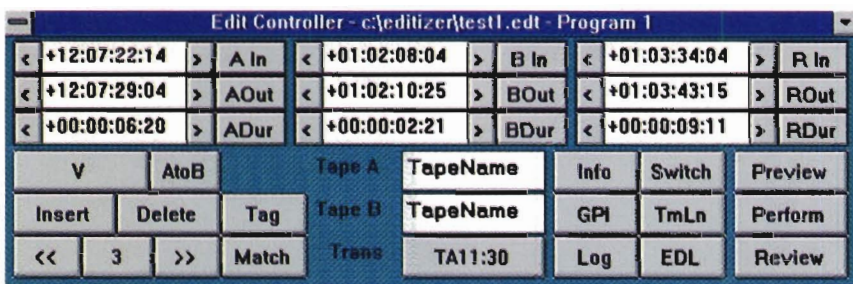 Edit Controller - c:\editizer\test1.edt - Program 1
< +12:07:22:14 > A In < +01:02:08:04 > B In < +01:03:34:04 > R In
< +12:07:29:04 > AOut < +01:02:10:25 > BOut < +01:03:43:15 > ROut
< +00:00:06:20 > ADur < +00:00:02:21 > BDur < +00:00:09:11 > RDur
V AtoB Tape A TapeName Info Switch Preview
Insert Delete Tag Tape B TapeName GPI TmLn Perform
<< 3 >> Match Trans TA11:30 Log EDL Review